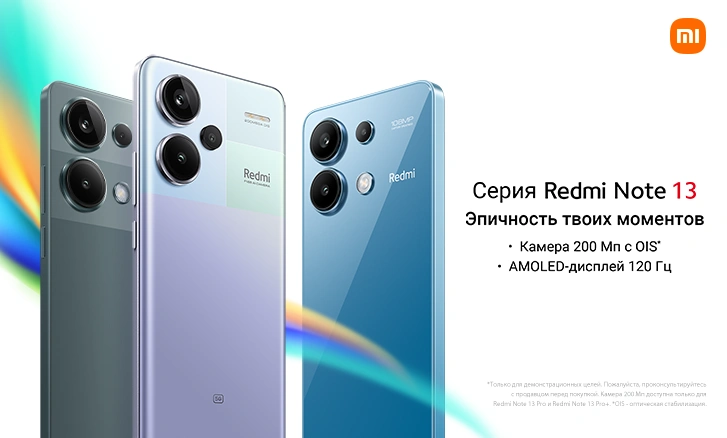 mi
Redmi
5G
108MP
Redmi
Серия Redmi Note 13
Эпичность твоих моментов
• Камера 200 Мп с OIS*
• AMOLED-дисплей 120 Гц
*Только для демонстрационных целей. Пожалуйста, проконсультируйтесь
с продавцом перед покупкой. Камера 200 Мп доступна только для
Redmi Note 13 Pro и Redmi Note 13 Pro+. *OIS - оптическая стабилизация.